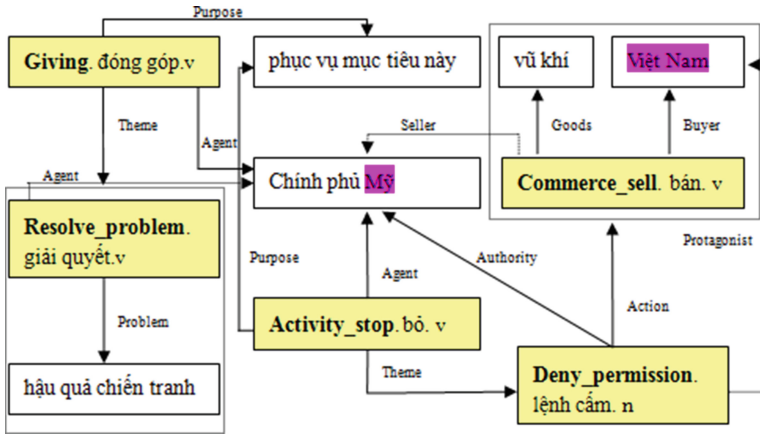 Purpose
Giving. đóng góp.v
phục vụ mục tiêu này
vũ khí
Việt Nam
Theme
Agent
Seller
Goods
Buyer
Agent
Chính phủ Mỹ
Commerce_sell. bán. v
Resolve_problem.
giải quyết.v
Purpose
Agent
Authority
Protagonist
Action
Problem
Activity_stop. bỏ. v
hậu quả chiến tranh
Theme
Deny_permission.
lệnh cấm. n